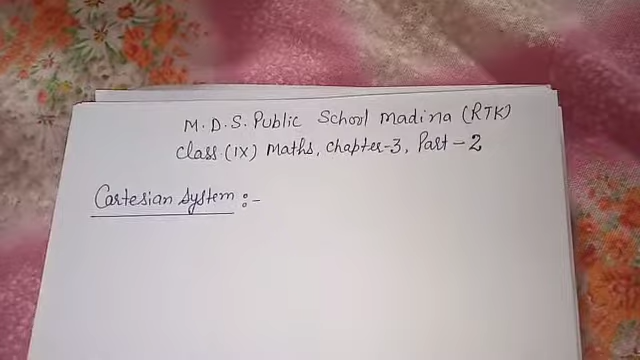 M.D.S. Public School Madina (RTK)
Class (IX) Maths, Chapter-3, Part-2
Cartesian System :-